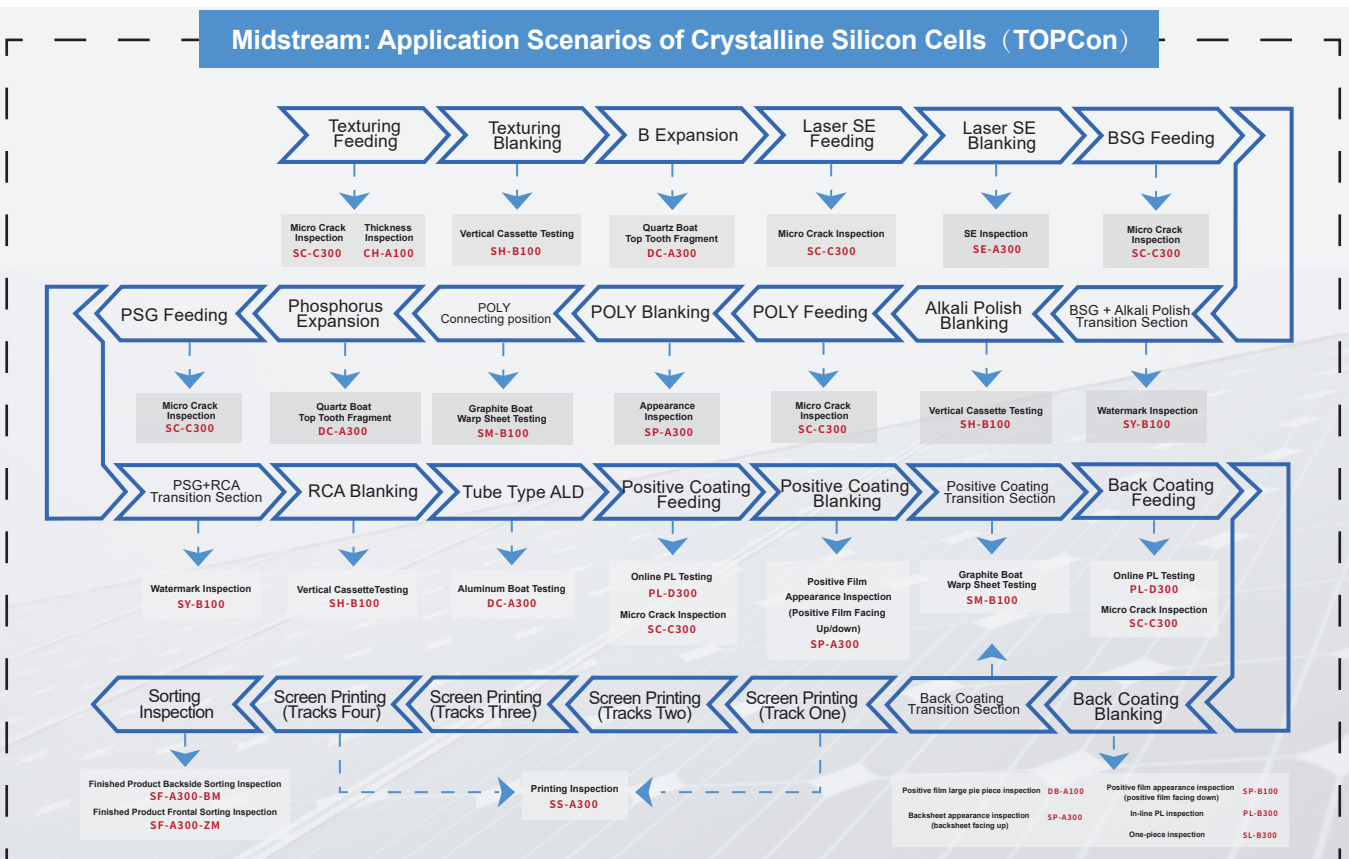 Midstream: Application Scenarios of Crystalline Silicon Cells（TOPCon）
Texturing
Feeding
Texturing
Blanking
B Expansion
Laser SE
Feeding
Laser SE
Blanking
BSG Feeding
Micro Crack
Inspection
SC-C300
Thickness
Inspection
CH-A100
Vertical Cassette Testing
SH-B100
Quartz Boat
Top Tooth Fragment
DC-A300
Micro Crack Inspection
SC-C300
SE Inspection
SE-A300
Micro Crack
Inspection
SC-C300
PSG Feeding
Phosphorus
Expansion
POLY
Connecting position
POLY Blanking
POLY Feeding
Alkali Polish
Blanking
BSG + Alkali Polish
Transition Section
Micro Crack
Inspection
SC-C300
Quartz Boat
Top Tooth Fragment
DC-A300
Graphite Boat
Warp Sheet Testing
SM-B100
Appearance
Inspection
SP-A300
Micro Crack
Inspection
SC-C300
Vertical Cassette Testing
SH-B100
Watermark Inspection
SY-B100
PSG+RCA
Transition Section
RCA Blanking
Tube Type ALD
Positive Coating
Feeding
Positive Coating
Blanking
Positive Coating
Transition Section
Back Coating
Feeding
Watermark Inspection
SY-B100
Vertical CassetteTesting
SH-B100
Aluminum Boat Testing
DC-A300
Online PL Testing
PL-D300
Micro Crack Inspection
SC-C300
Positive Film
Appearance Inspection
(Positive Film Facing
Up/down)
SP-A300
Graphite Boat
Warp Sheet Testing
SM-B100
Online PL Testing
PL-D300
Micro Crack Inspection
SC-C300
Sorting
Inspection
Screen Printing
(Tracks Four)
Screen Printing
(Tracks Three)
Screen Printing
(Tracks Two)
Screen Printing
(Track One)
Back Coating
Transition Section
Back Coating
Blanking
Finished Product Backside Sorting Inspection
SF-A300-BM
Finished Product Frontal Sorting Inspection
SF-A300-ZM
Printing Inspection
SS-A300
Positive film large pie piece inspection DB-A100
Backsheet appearance inspection
(backsheet facing up)
SP-A300
Positive film appearance inspection
(positive film facing down)
SP-B100
In-line PL inspection PL-B300
One-piece inspection SL-B300